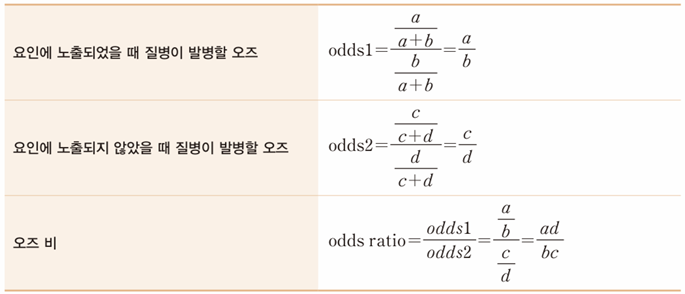 요인에 노출되었을 때 질병이 발병할 오즈
odds1=\frac{\frac{a}{a+b}}{\frac{b}{a+b}}=\frac{a}{b}
요인에 노출되지 않았을 때 질병이 발병할 오즈
odds2=\frac{\frac{c}{c+d}}{\frac{d}{c+d}}=\frac{c}{d}
오즈 비
odds ratio=\frac{odds1}{odds2}=\frac{\frac{a}{b}}{\frac{c}{d}}=\frac{ad}{bc}